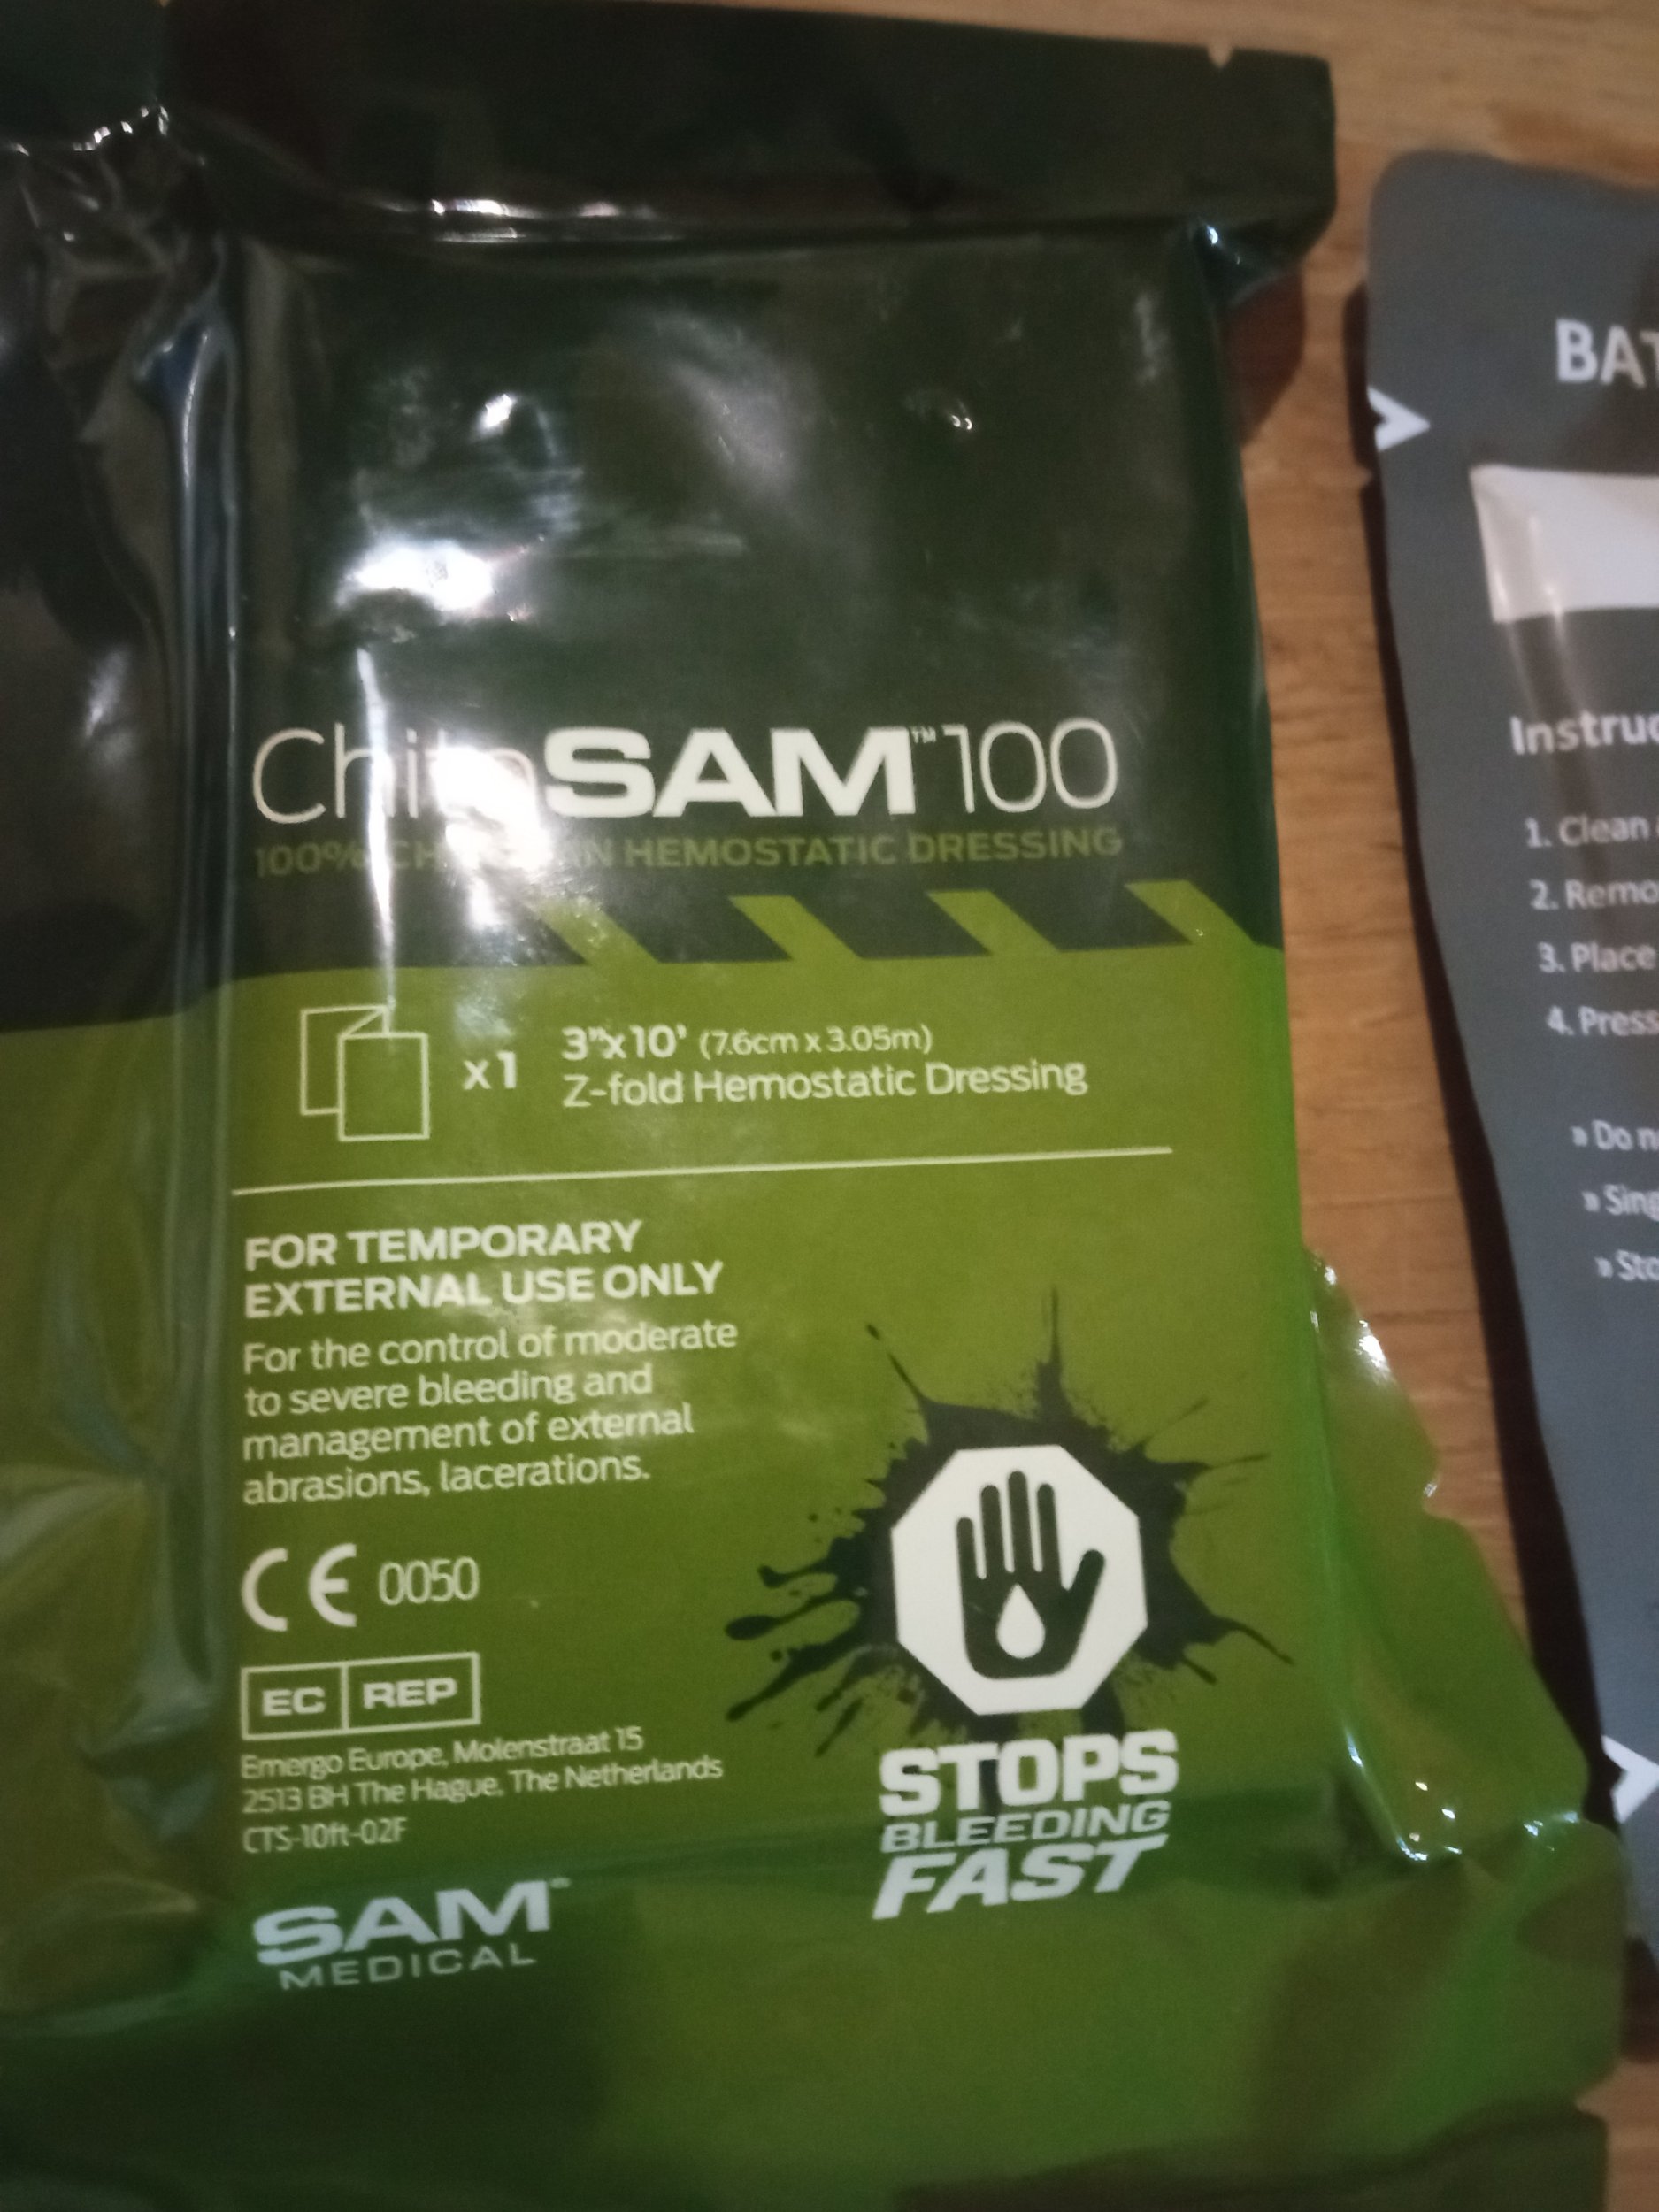 ChitoSAM™100
100% CHITOSAN HEMOSTATIC DRESSING
x1
3"x10' (7.6cm x 3.05m)
Z-fold Hemostatic Dressing
FOR TEMPORARY
EXTERNAL USE ONLY
For the control of moderate
to severe bleeding and
management of external
abrasions, lacerations.
CE 0050
EC REP
Emergo Europe, Molenstraat 15
2513 BH The Hague, The Netherlands
CTS-10ft-02F
SAM
MEDICAL
STOPS
BLEEDING
FAST
BAT
Instruc
1. Clean
2. Remo
3. Place
4. Press
» Do n
» Sing
» Sto